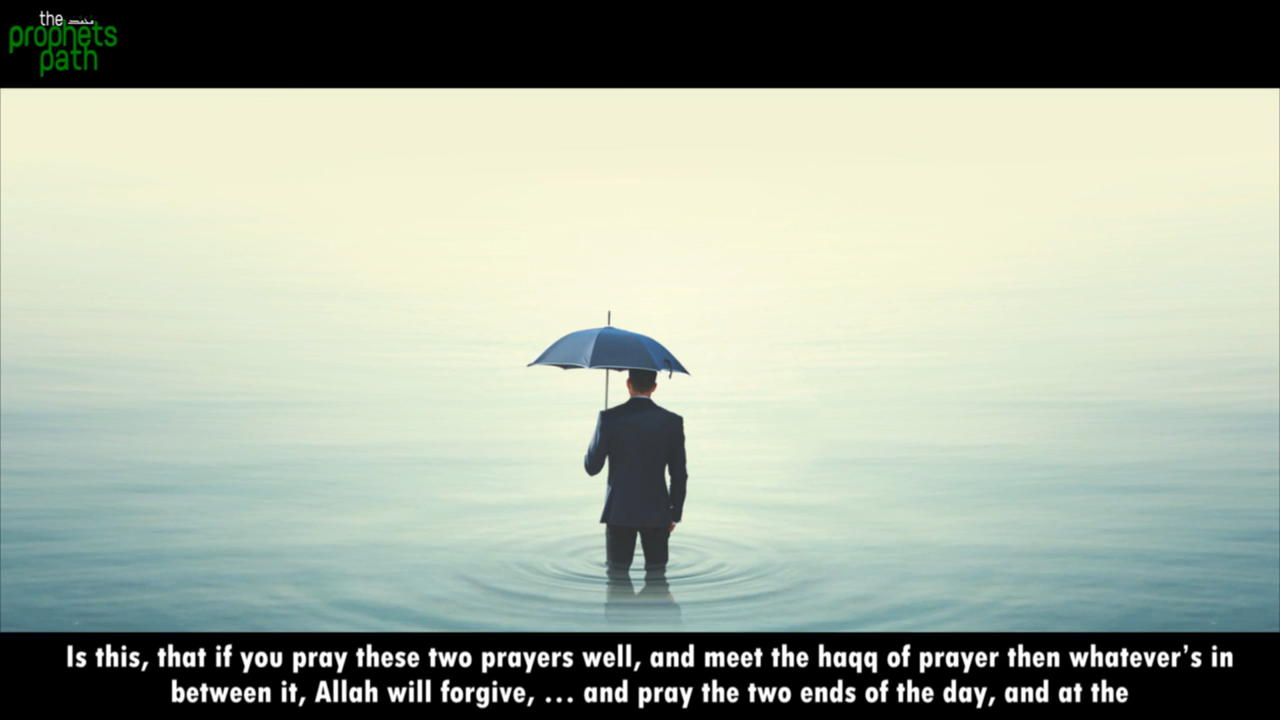 the محمد
prophets
path
Is this, that if you pray these two prayers well, and meet the haqq of prayer then whatever’s in
between it, Allah will forgive, ... and pray the two ends of the day, and at the